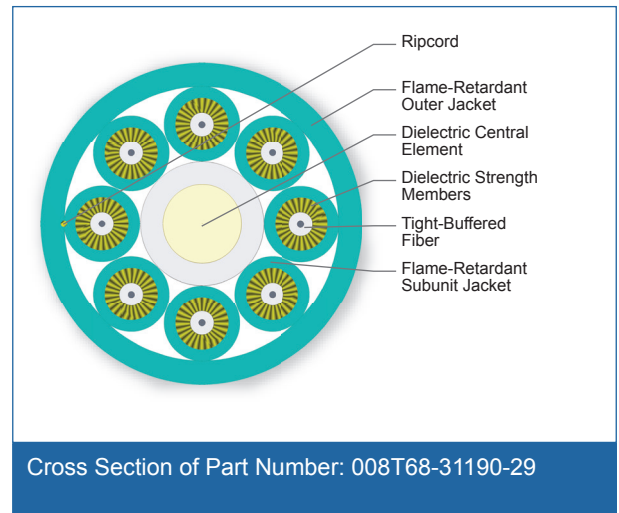 Ripcord
Flame-Retardant
Outer Jacket
Dielectric Central
Element
Dielectric Strength
Members
Tight-Buffered
Fiber
Flame-Retardant
Subunit Jacket
Cross Section of Part Number: 008T68-31190-29